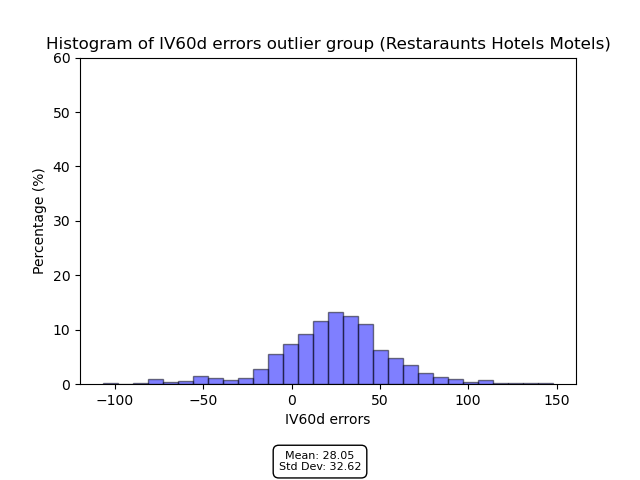 Histogram of IV60d errors outlier group (Restaraunts Hotels Motels)
60
50
40
30
20
10
0
Percentage (%)
−100
−50
0
50
100
150
IV60d errors
Mean: 28.05
Std Dev: 32.62